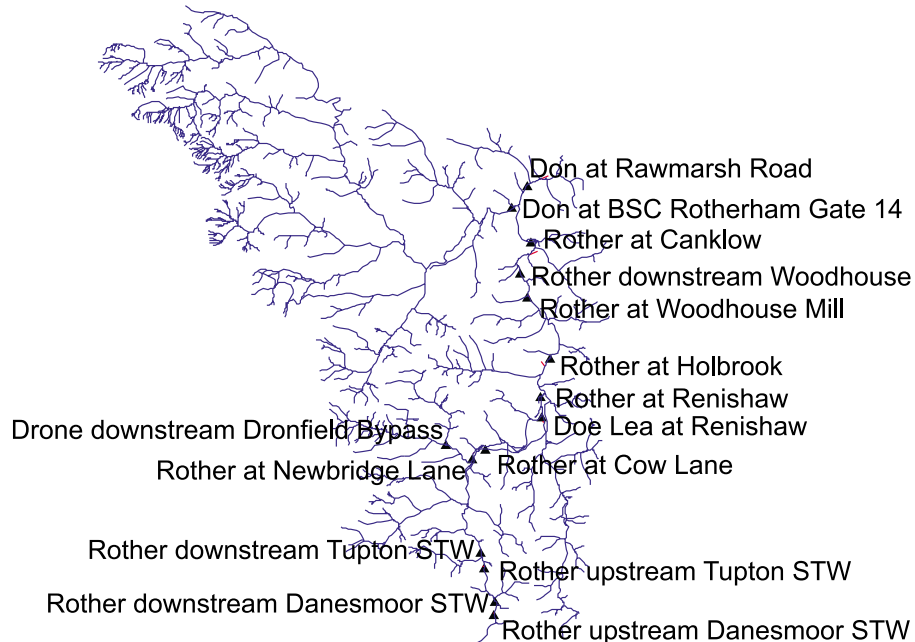 Don at Rawmarsh Road
Don at BSC Rotherham Gate 14
Rother at Canklow
Rother downstream Woodhouse
Rother at Woodhouse Mill
Rother at Holbrook
Rother at Renishaw
Doe Lea at Renishaw
Drone downstream Dronfield Bypass
Rother at Cow Lane
Rother at Newbridge Lane
Rother downstream Tupton STW
Rother upstream Tupton STW
Rother downstream Danesmoor STW
Rother upstream Danesmoor STW